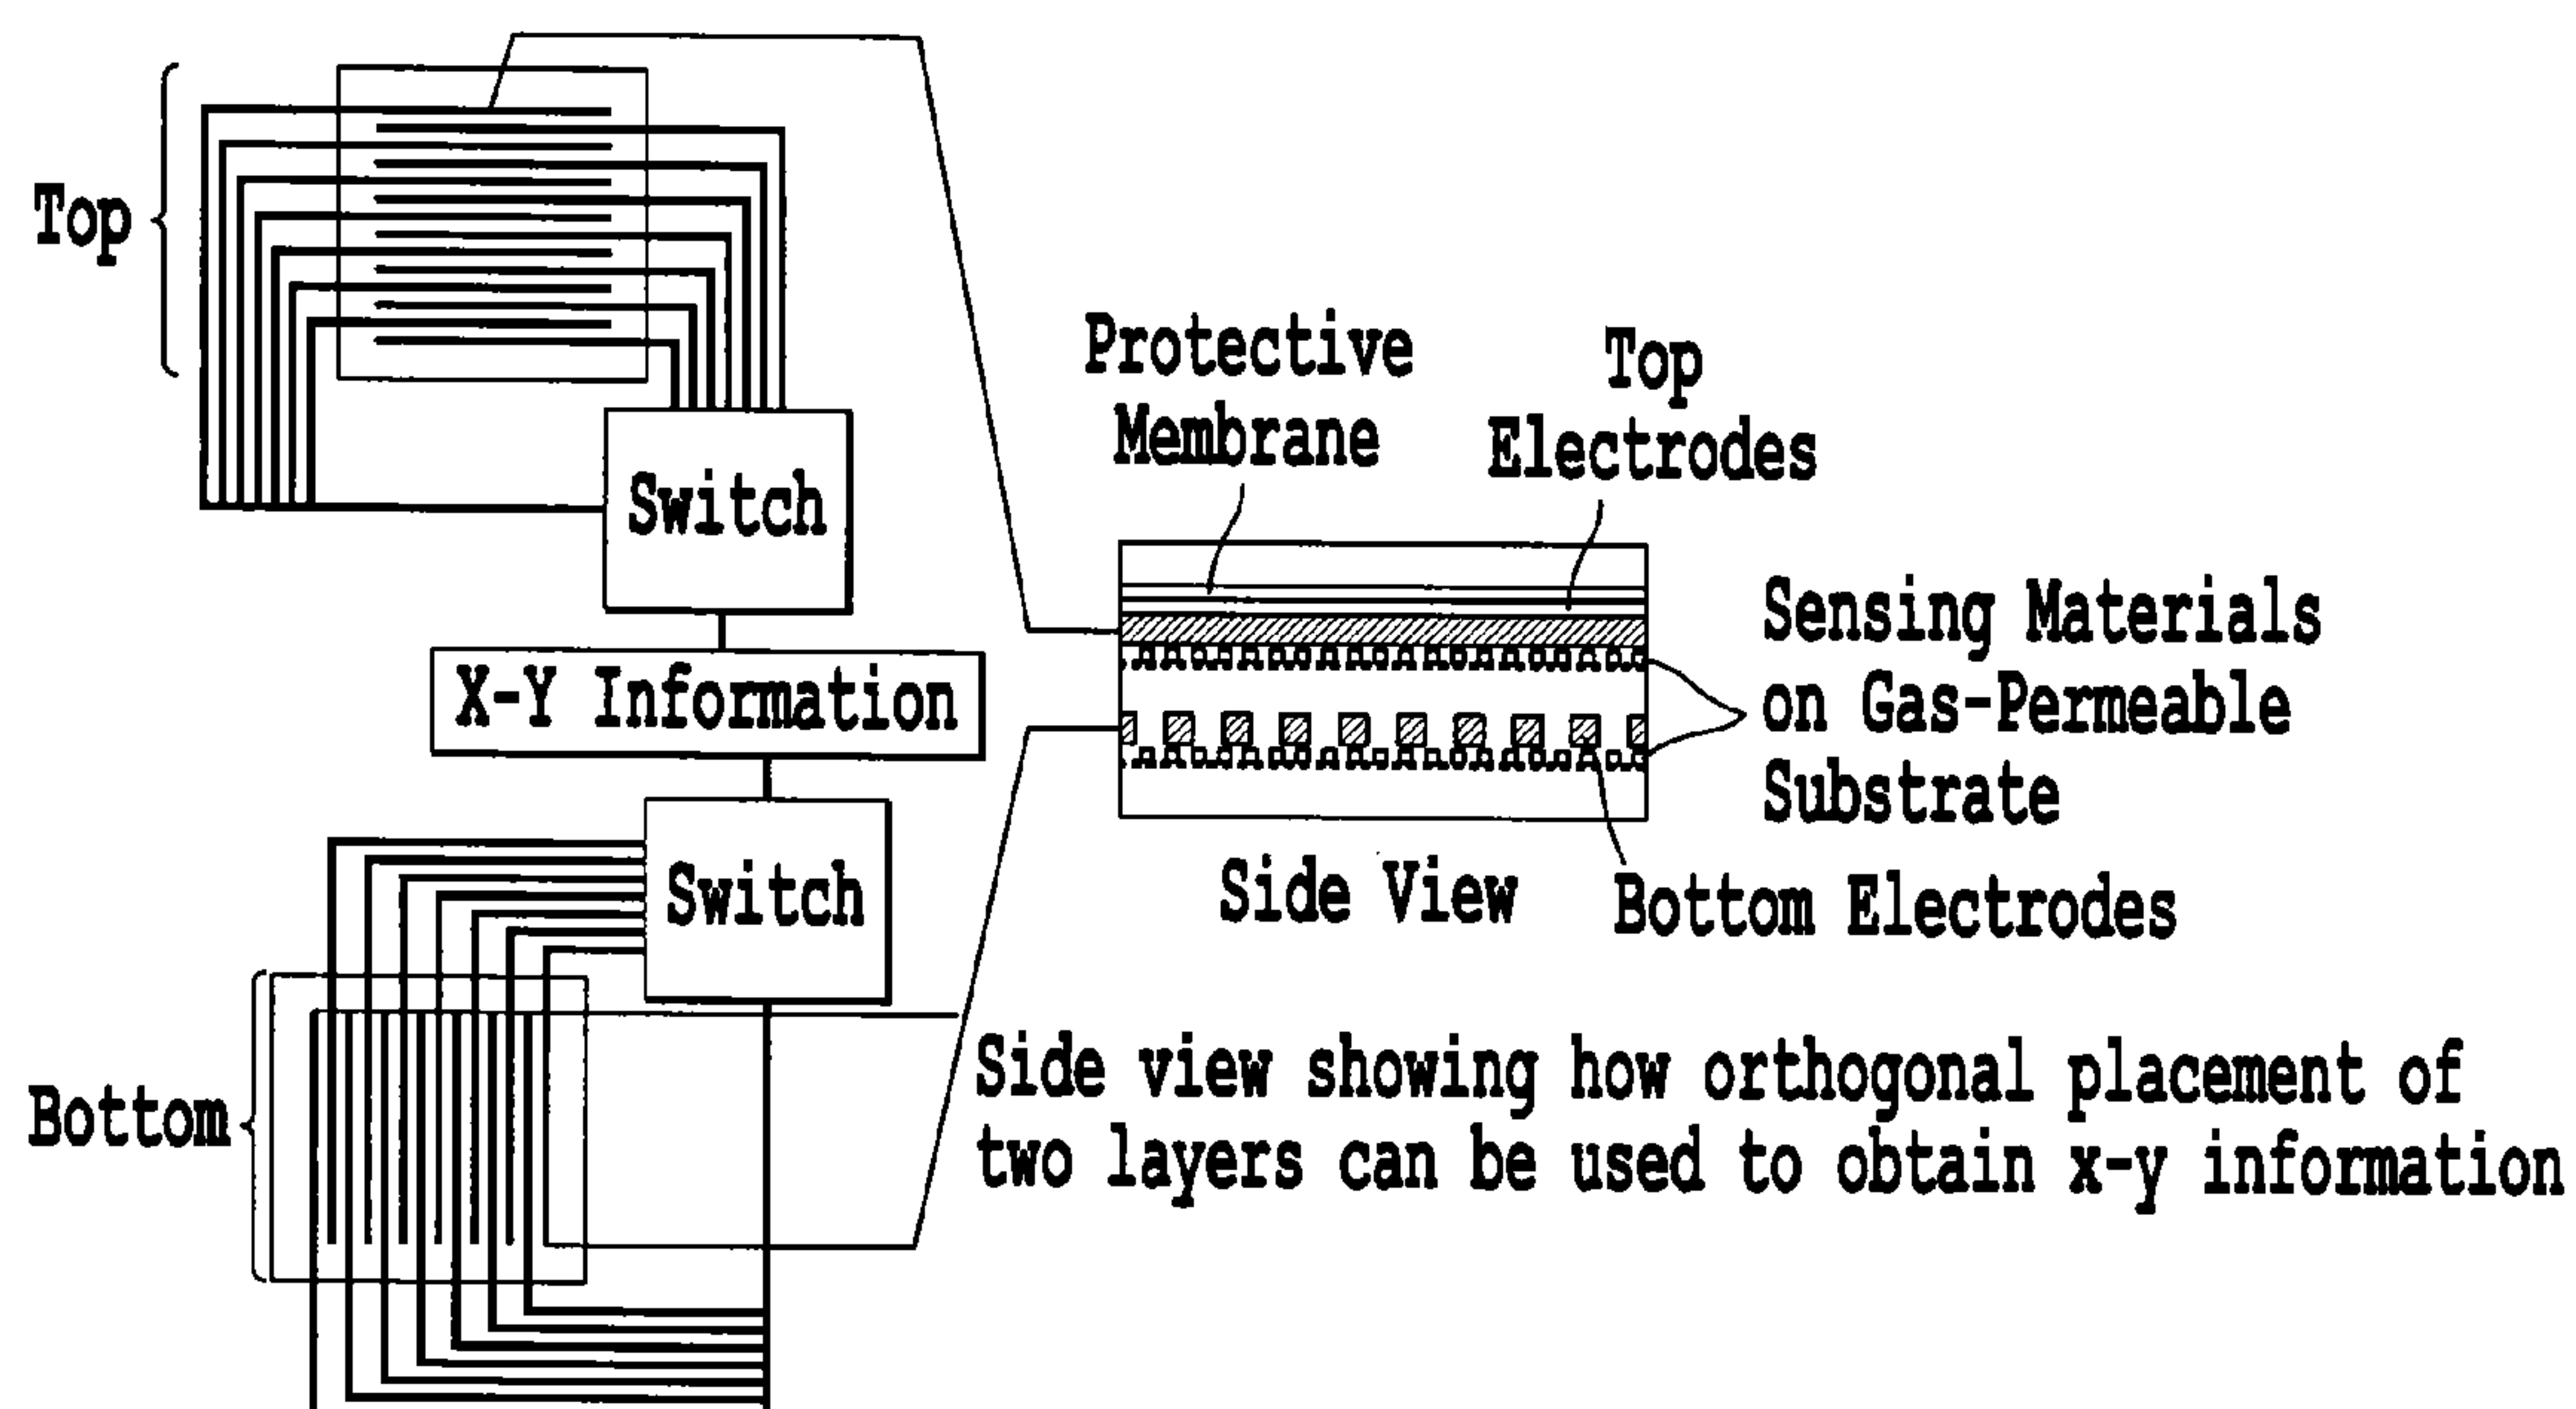 Top
Switch
X-Y Information
Switch
Bottom
Protective
Membrane
Top
Electrodes
Sensing Materials
on Gas-Permeable
Substrate
Side View
Bottom Electrodes
Side view showing how orthogonal placement of
two layers can be used to obtain x-y information